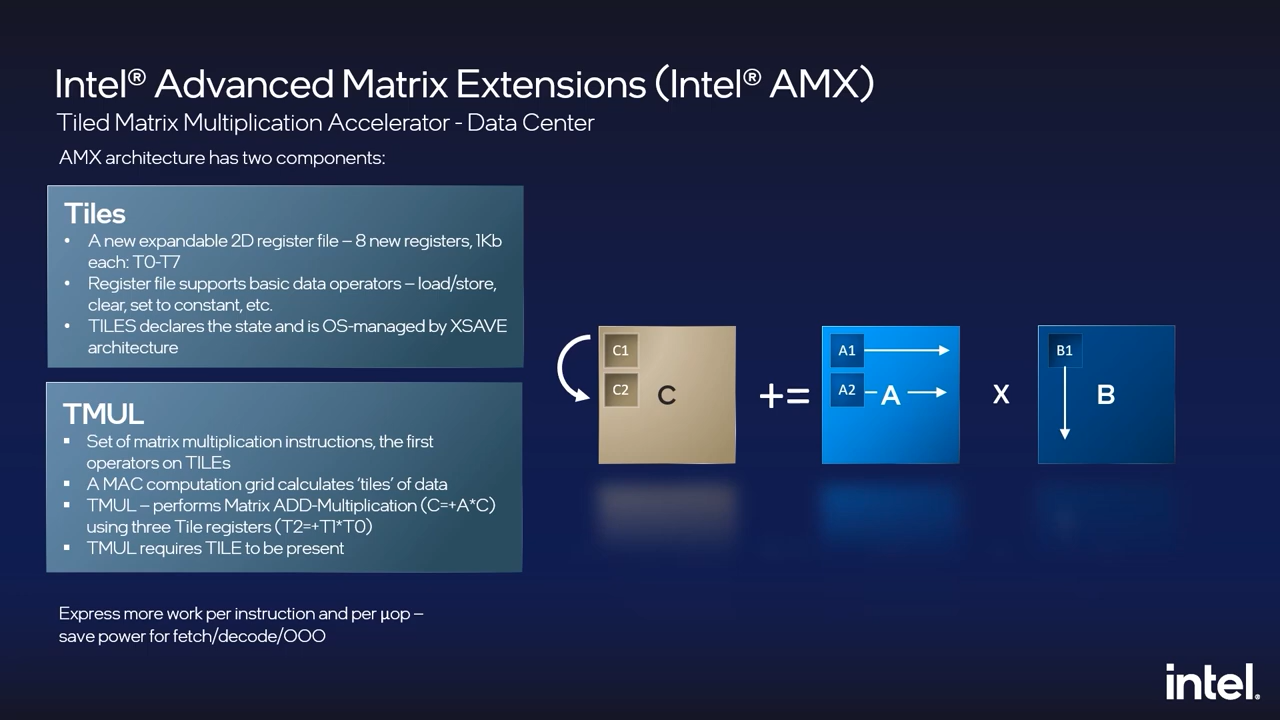 Intel® Advanced Matrix Extensions (Intel® AMX)
Tiled Matrix Multiplication Accelerator - Data Center
AMX architecture has two components:
Tiles
• A new expandable 2D register file – 8 new registers, 1Kb
each: T0-T7
• Register file supports basic data operators – load/store,
clear, set to constant, etc.
• TILES declares the state and is OS-managed by XSAVE
architecture
TMUL
▪ Set of matrix multiplication instructions, the first
operators on TILEs
▪ A MAC computation grid calculates ‘tiles’ of data
▪ TMUL – performs Matrix ADD-Multiplication (C=+A*C)
using three Tile registers (T2=+T1*T0)
▪ TMUL requires TILE to be present
Express more work per instruction and per µop –
save power for fetch/decode/OOO
C1
C2
C
+=
A1
A2
A
X
B1
B
intel.